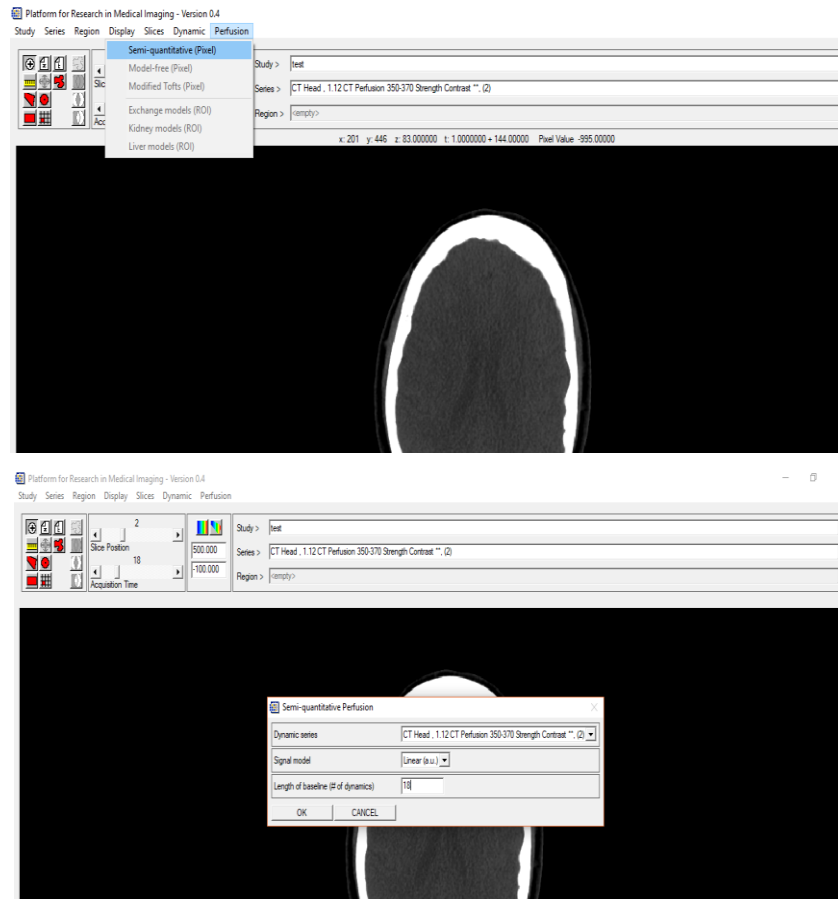 Platform for Research in Medical Imaging - Version 0.4
Study Series Region Display Slices Dynamic Perfusion
Semi-quantitative (Pixel)
Model-free (Pixel)
Modified Tofts (Pixel)
Exchange models (ROI)
Kidney models (ROI)
Liver models (ROI)
Slic
Acq
Study > test
Series > CT Head , 1.12 CT Perfusion 350-370 Strength Contrast "", (2)
Region > <empty>
x: 201 y: 446 z: 83.000000 t: 1.0000000 + 144.00000 Pixel Value -995.00000
Platform for Research in Medical Imaging - Version 0.4
Study Series Region Display Slices Dynamic Perfusion
2
Slice Position
18
Acquisition Time
500.000
-100.000
Study > test
Series > CT Head , 1.12 CT Perfusion 350-370 Strength Contrast "", (2)
Region > <empty>
Semi-quantitative Perfusion
Dynamic series CT Head , 1.12 CT Perfusion 350-370 Strength Contrast "", (2)
Signal model Linear (a.u.)
Length of baseline (# of dynamics) 18
OK CANCEL